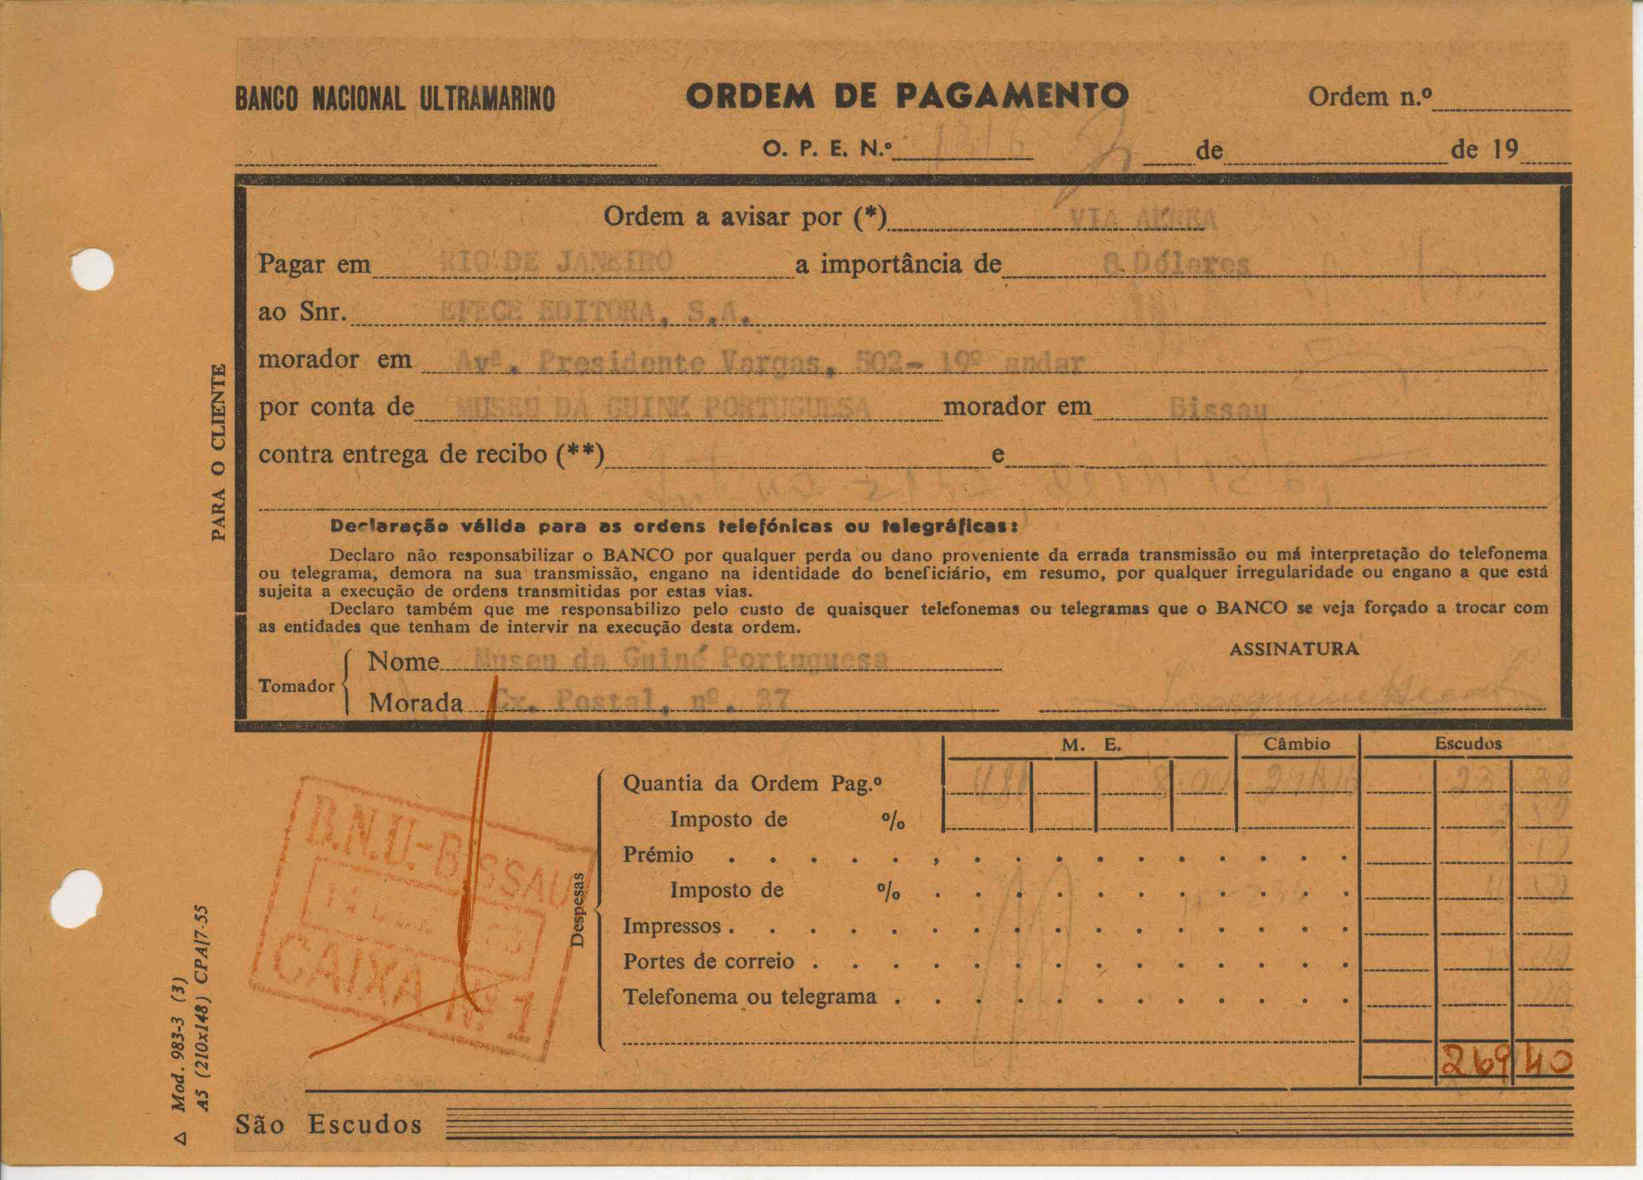 BANCO NACIONAL ULTRAMARINO ORDEM DE PAGAMENTO Ordem n.º
O. P. E. N.º de de 19
Ordem a avisar por (*) VIA AEREA
Pagar em RIO DE JANEIRO a importância de 8 Dólares
ao Snr. EFECE EDITORA, S.A.
morador em Avª. Presidente Vargas, 502- 19º andar
por conta de MUSEU DA GUINÉ PORTUGUESA morador em Bissau
contra entrega de recibo (**) e
Declaração válida para as ordens telefónicas ou telegráficas:
Declaro não responsabilizar o BANCO por qualquer perda ou dano proveniente da errada transmissão ou má interpretação do telefonema
ou telegrama, demora na sua transmissão, engano na identidade do beneficiário, em resumo, por qualquer irregularidade ou engano a que está
sujeita a execução de ordens transmitidas por estas vias.
Declaro também que me responsabilizo pelo custo de quaisquer telefonemas ou telegramas que o BANCO se veja forçado a trocar com
as entidades que tenham de intervir na execução desta ordem.
ASSINATURA
Tomador
Nome Museu da Guiné Portuguesa
Morada Cx. Postal, nº. 37
PARA O CLIENTE
M. E. Câmbio Escudos
Quantia da Ordem Pag.º 8.00
Imposto de %
Prémio
Imposto de %
Impressos
Portes de correio
Telefonema ou telegrama
Despesas
269 40
B.N.U.-BISSAU
14
CAIXA Nº 1
São Escudos
Δ Mod. 983-3 (3)
A5 (210x148) CPA/7-55